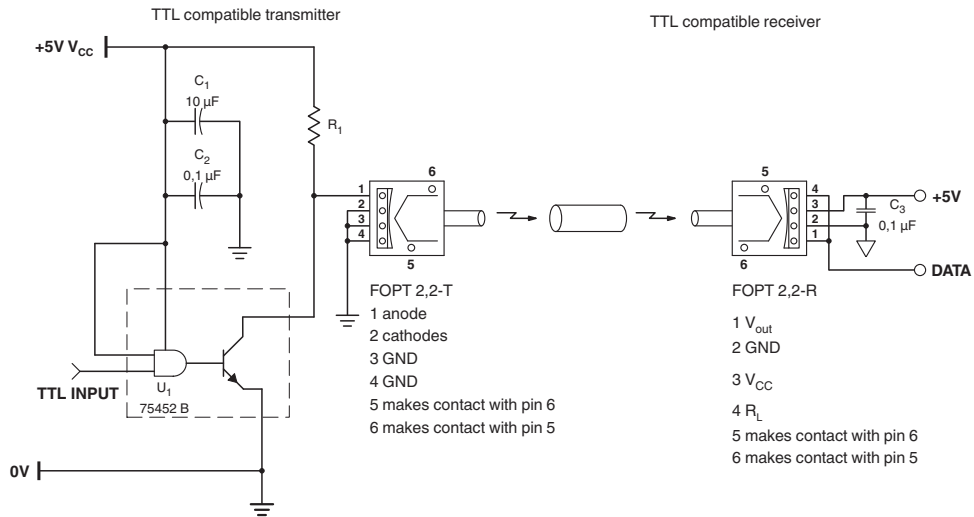 TTL compatible transmitter
TTL compatible receiver
+5V VCC
C1
10 µF
R1
C2
0,1 µF
6
1
2
3
4
5
5
4
3
2
1
6
+5V
C3
0,1 µF
DATA
FOPT 2,2-T
1 anode
2 cathodes
3 GND
4 GND
5 makes contact with pin 6
6 makes contact with pin 5
FOPT 2,2-R
1 Vout
2 GND
3 VCC
4 RL
5 makes contact with pin 6
6 makes contact with pin 5
TTL INPUT
U1
75452 B
0V